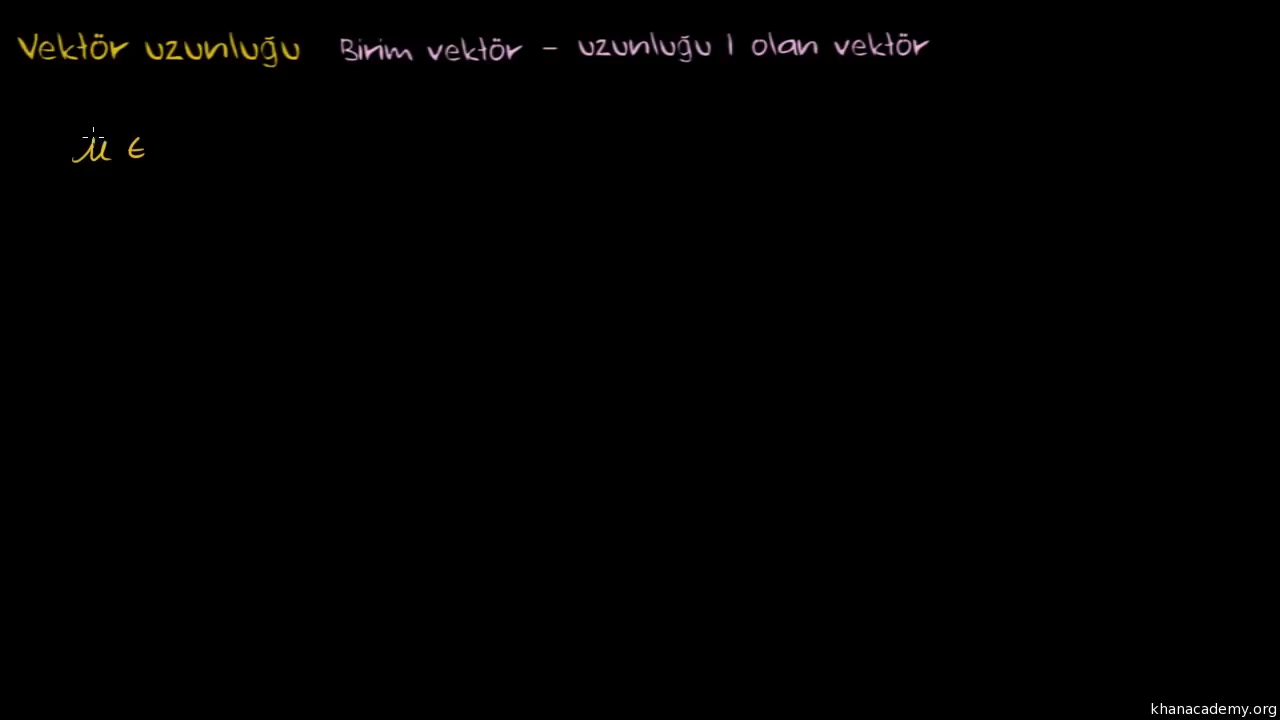 Vektör uzunluğu Birim vektör - uzunluğu 1 olan vektör
u ∈
khanacademy.org